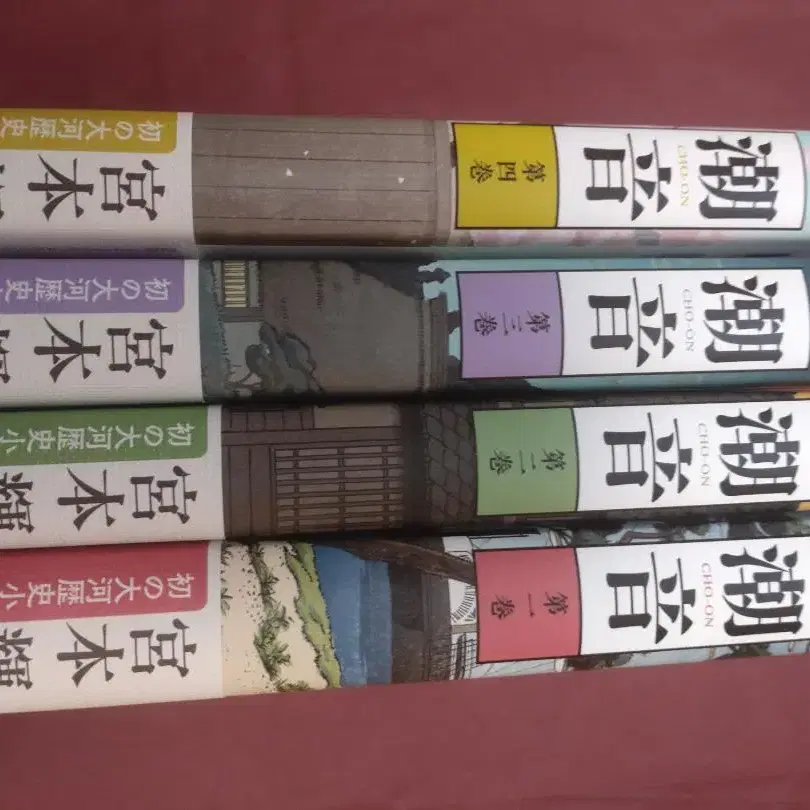 潮音
CHO-ON
第四巻
初の大河歴史
宮本
潮音
CHO-ON
第三巻
初の大河歴史
宮本
潮音
CHO-ON
第二巻
初の大河歴史小
宮本輝
潮音
CHO-ON
第一巻
初の大河歴史小
宮本輝